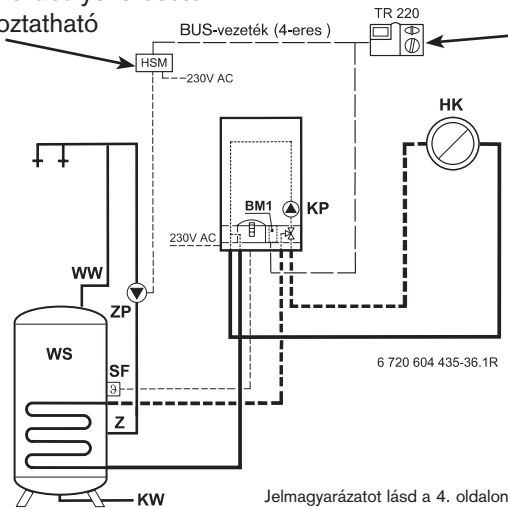 oztatható
TR 220
BUS-vezeték (4-eres )
HSM
230V AC
HK
BM1
KP
230V AC
WW
ZP
WS
SF
ϑ
Z
6 720 604 435-36.1R
KW
Jelmagyarázatot lásd a 4. oldalon